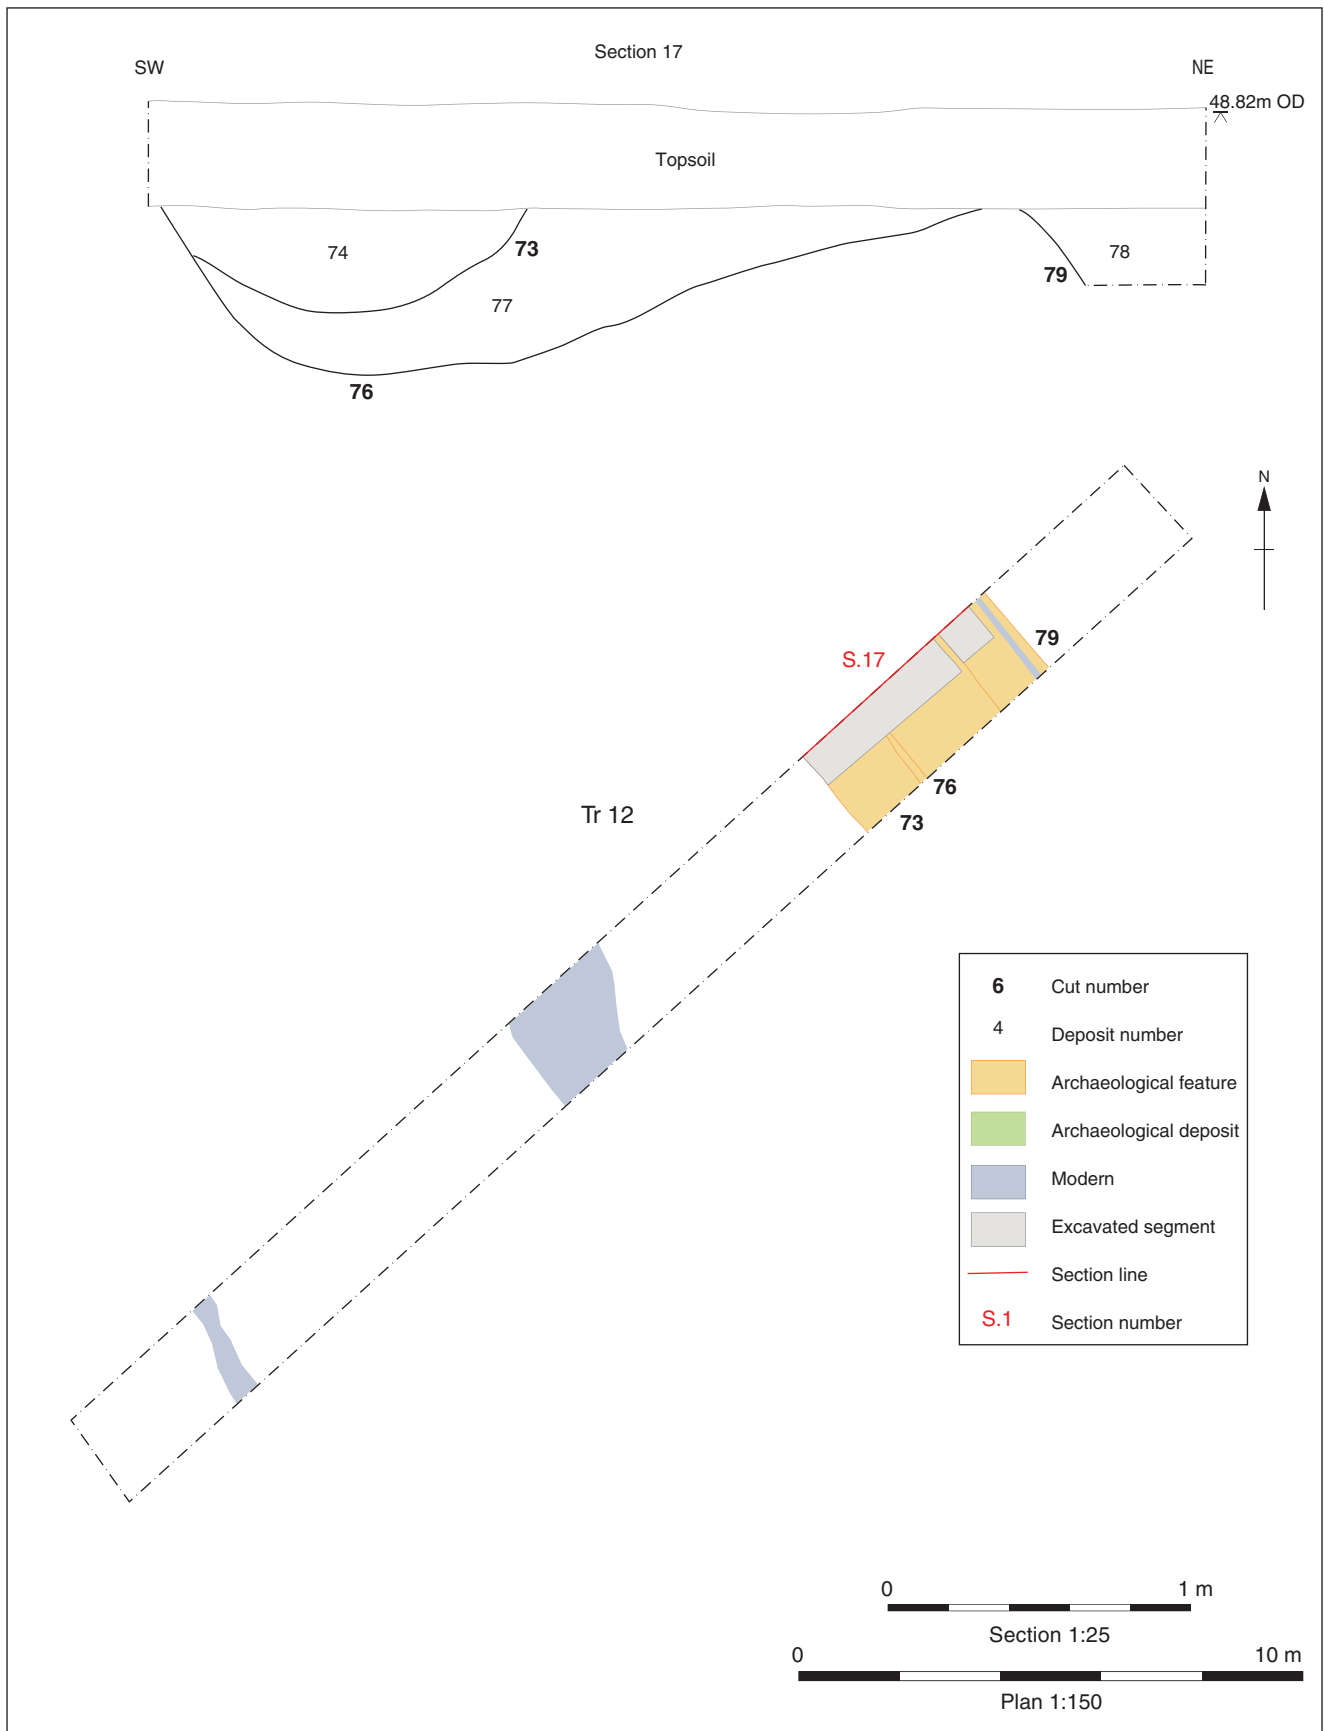 Section 17
SW
NE
48.82m OD
Topsoil
74
73
78
79
77
76
N
79
S.17
76
Tr 12
73
6 Cut number
4 Deposit number
Archaeological feature
Archaeological deposit
Modern
Excavated segment
Section line
S.1 Section number
0 1 m
Section 1:25
0 10 m
Plan 1:150